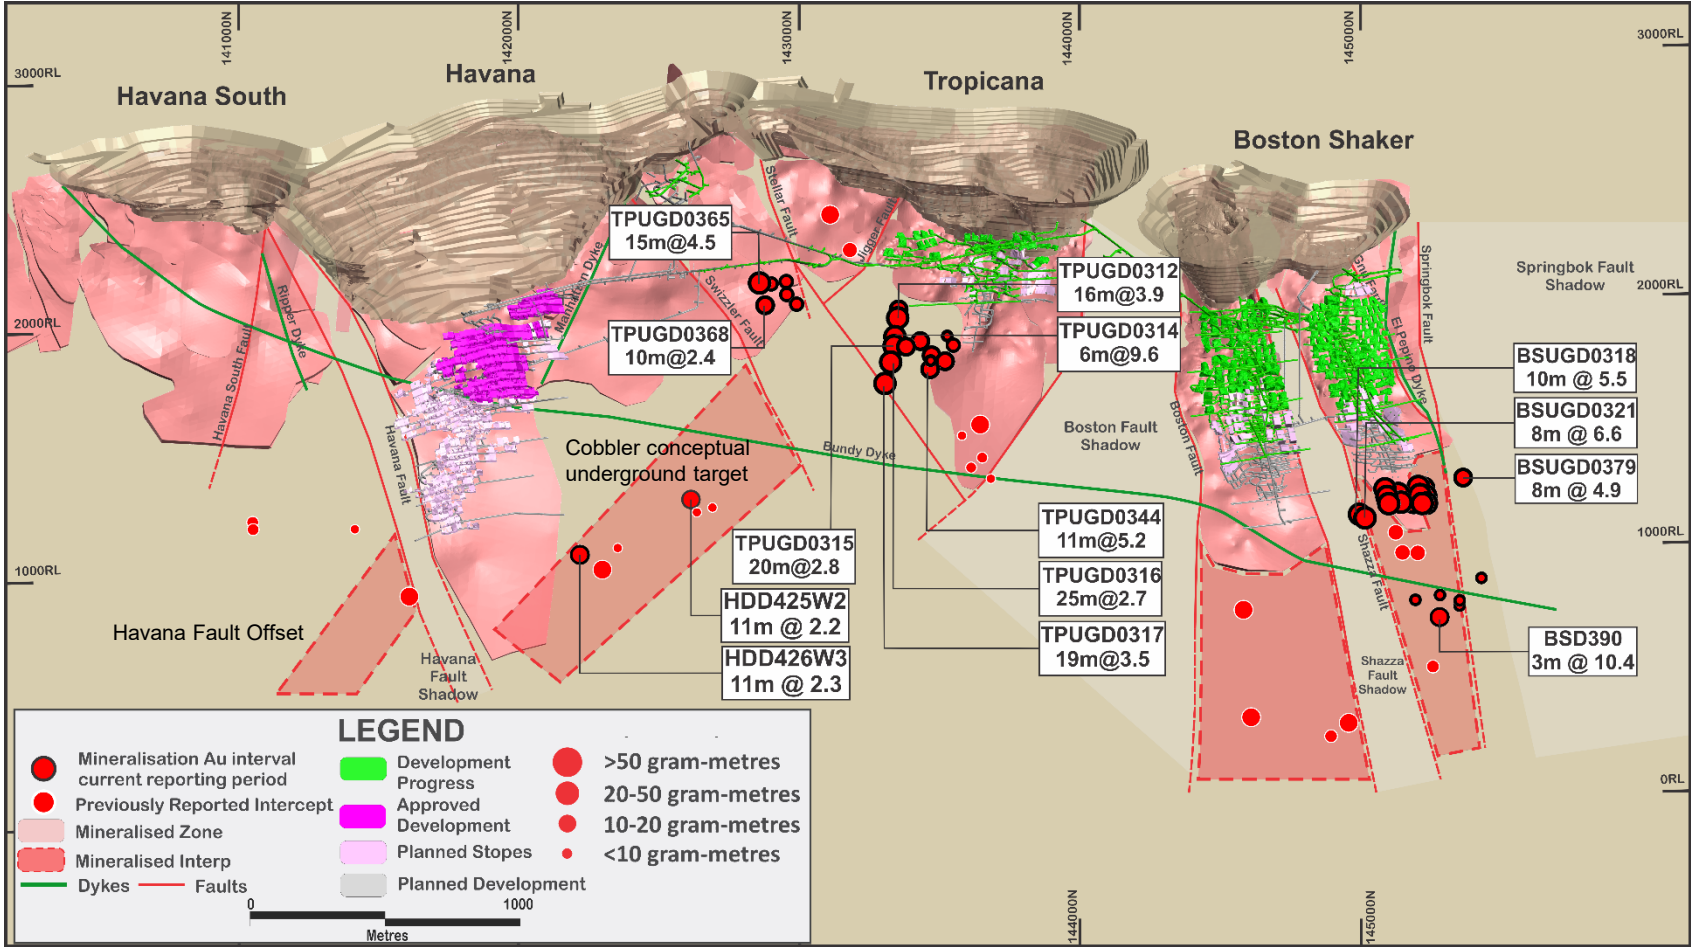 141000N
142000N
143000N
144000N
145000N
3000RL
3000RL
Havana South
Havana
Tropicana
Boston Shaker
TPUGD0365
15m@4.5
Stellar Fault
Jigger Fault
TPUGD0312
16m@3.9
Gnu Fault
Springbok Fault
Springbok Fault
Shadow
2000RL
2000RL
Ripper Dyke
Manhatten Dyke
Swizzler Fault
TPUGD0368
10m@2.4
TPUGD0314
6m@9.6
El Pepino Dyke
BSUGD0318
10m @ 5.5
Havana South Fault
BSUGD0321
8m @ 6.6
Havana Fault
Cobbler conceptual
underground target
Bundy Dyke
Boston Fault
Shadow
Boston Fault
BSUGD0379
8m @ 4.9
TPUGD0344
11m@5.2
1000RL
1000RL
TPUGD0315
20m@2.8
TPUGD0316
25m@2.7
Shazza Fault
HDD425W2
11m @ 2.2
Havana Fault Offset
TPUGD0317
19m@3.5
BSD390
3m @ 10.4
HDD426W3
11m @ 2.3
Havana
Fault
Shadow
Shazza
Fault
Shadow
0RL
LEGEND
Mineralisation Au interval
current reporting period
Previously Reported Intercept
Mineralised Zone
Mineralised Interp
Dykes
Faults
Development
Progress
Approved
Development
Planned Stopes
Planned Development
>50 gram-metres
20-50 gram-metres
10-20 gram-metres
<10 gram-metres
0
1000
Metres
144000N
145000N